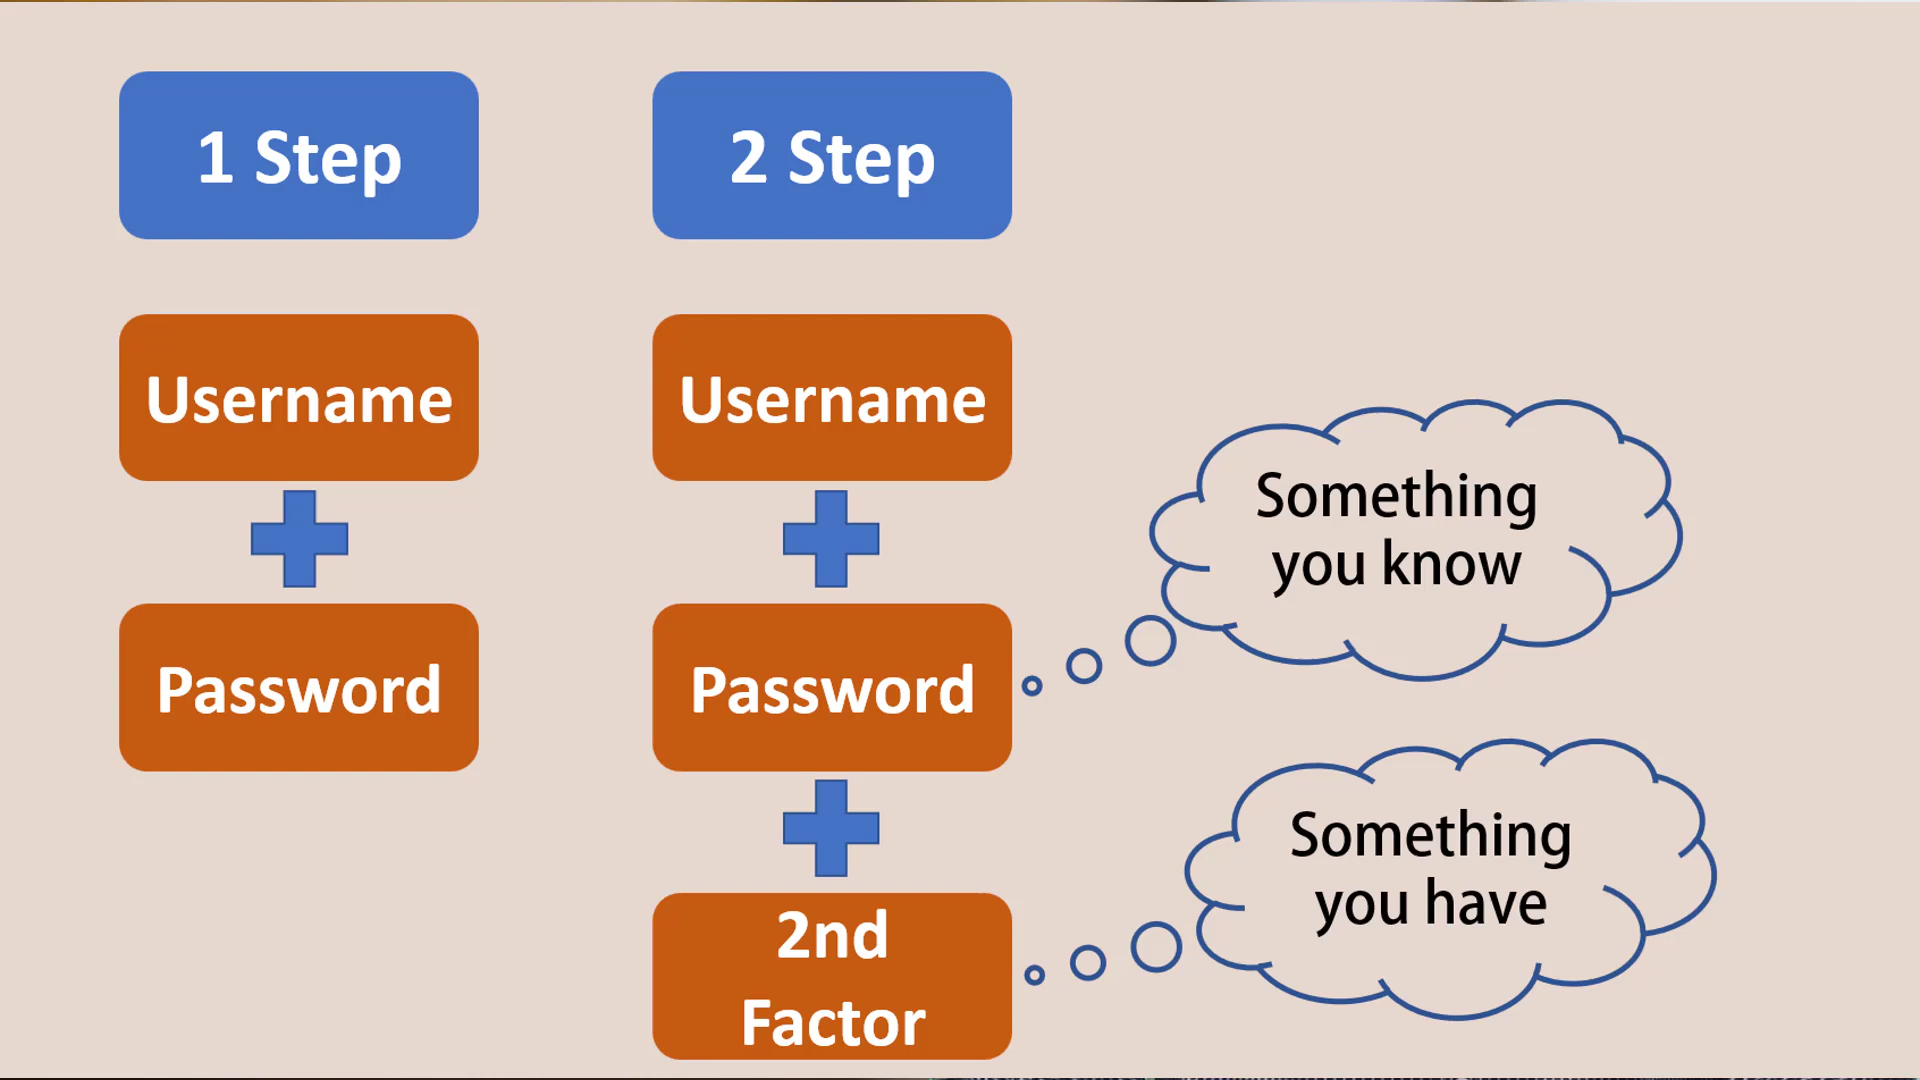 1 Step
2 Step
Username
Username
Password
Password
Something
you know
2nd
Factor
Something
you have